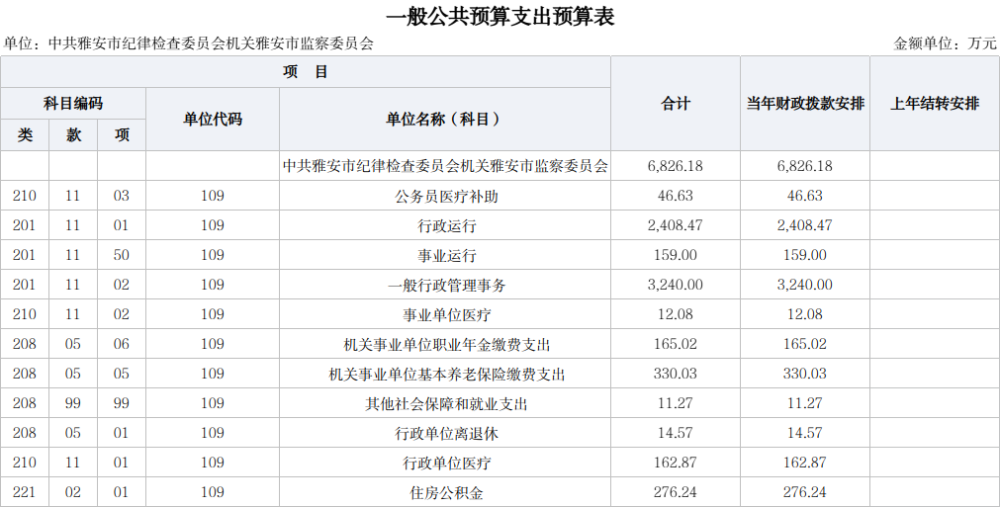 一般公共预算支出预算表
单位：中共雅安市纪律检查委员会机关雅安市监察委员会 金额单位：万元
项 目
科目编码 单位代码 单位名称（科目） 合计 当年财政拨款安排 上年结转安排
类 款 项
中共雅安市纪律检查委员会机关雅安市监察委员会 6,826.18 6,826.18
210 11 03 109 公务员医疗补助 46.63 46.63
201 11 01 109 行政运行 2,408.47 2,408.47
201 11 50 109 事业运行 159.00 159.00
201 11 02 109 一般行政管理事务 3,240.00 3,240.00
210 11 02 109 事业单位医疗 12.08 12.08
208 05 06 109 机关事业单位职业年金缴费支出 165.02 165.02
208 05 05 109 机关事业单位基本养老保险缴费支出 330.03 330.03
208 99 99 109 其他社会保障和就业支出 11.27 11.27
208 05 01 109 行政单位离退休 14.57 14.57
210 11 01 109 行政单位医疗 162.87 162.87
221 02 01 109 住房公积金 276.24 276.24